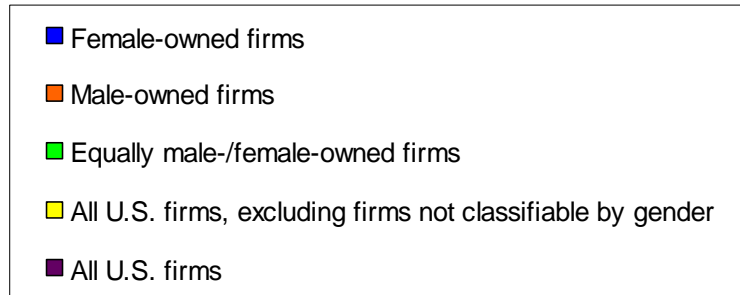 Female-owned firms
Male-owned firms
Equally male-/female-owned firms
All U.S. firms, excluding firms not classifiable by gender
All U.S. firms